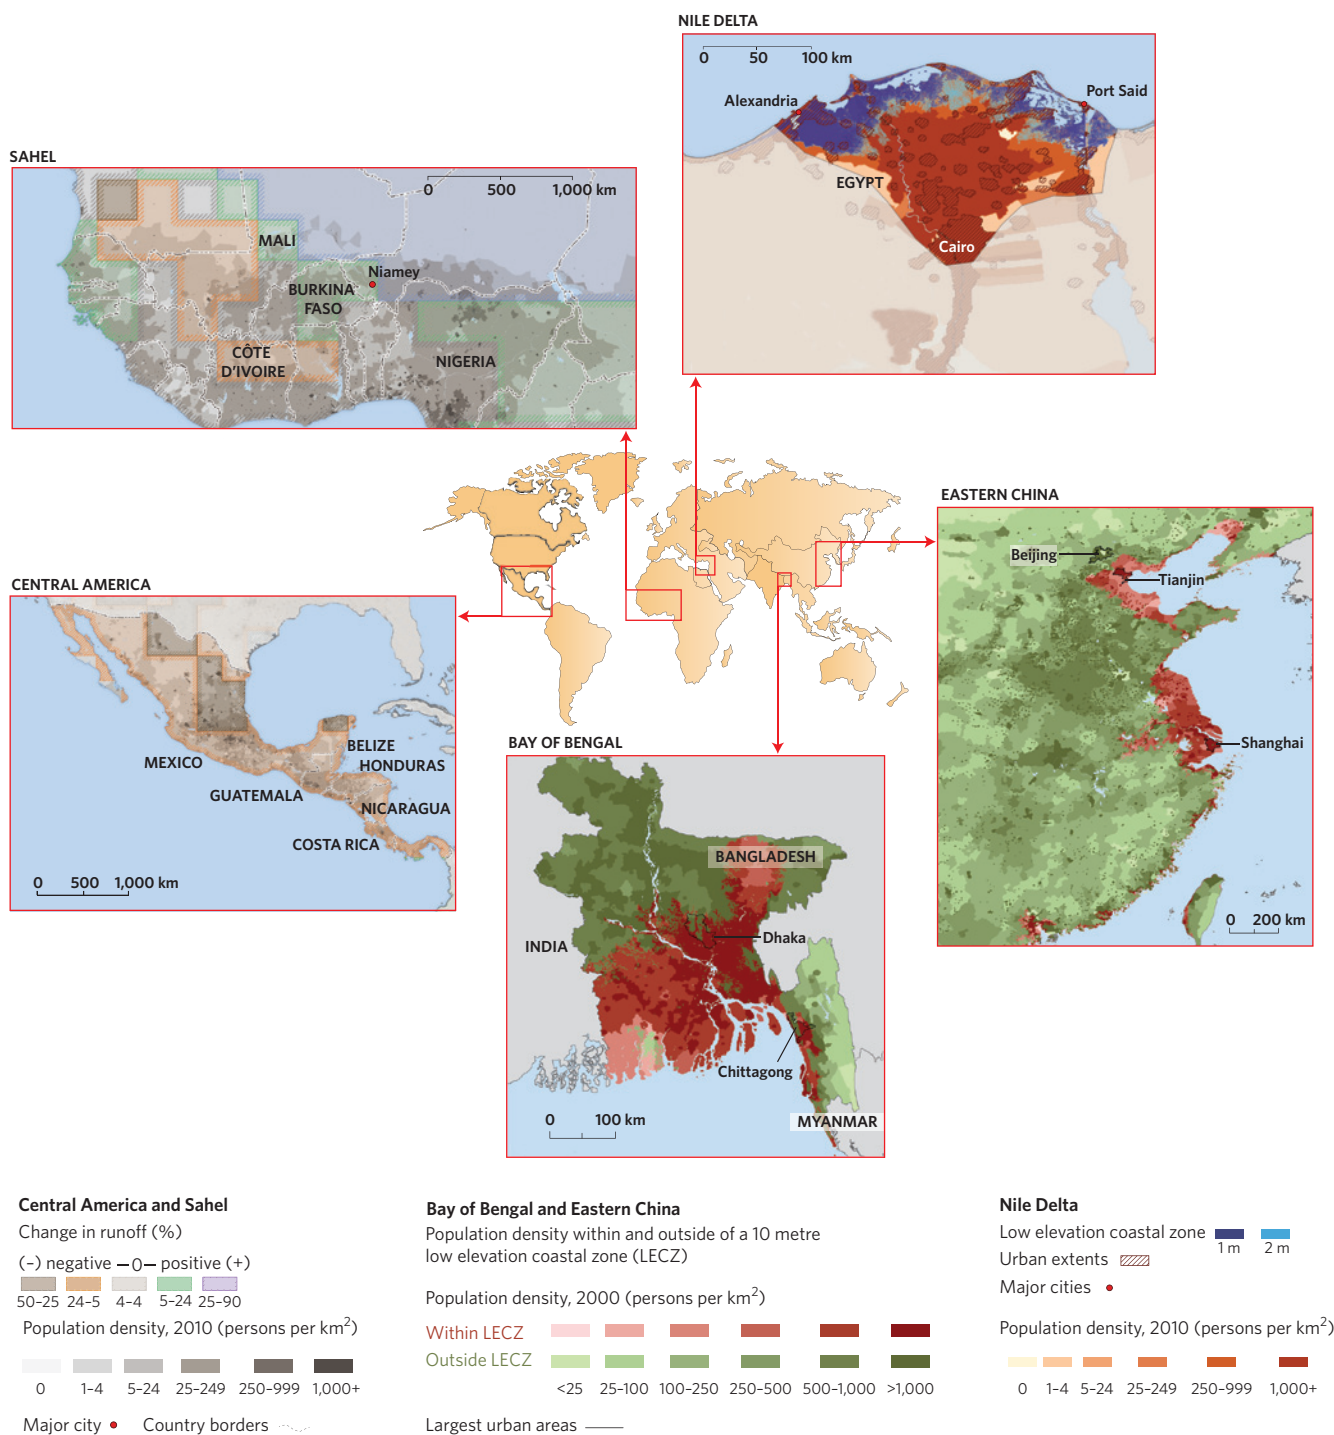 NILE DELTA
0 50 100 km
Alexandria
Port Said
EGYPT
Cairo
SAHEL
0 500 1,000 km
MALI
Niamey
BURKINA
FASO
CÔTE
D'IVOIRE
NIGERIA
EASTERN CHINA
Beijing
Tianjin
Shanghai
0 200 km
CENTRAL AMERICA
MEXICO
BELIZE
HONDURAS
GUATEMALA
NICARAGUA
COSTA RICA
0 500 1,000 km
BAY OF BENGAL
BANGLADESH
INDIA
Dhaka
Chittagong
0 100 km
MYANMAR
Central America and Sahel
Change in runoff (%)
(–) negative —0— positive (+)
50–25 24–5 4–4 5–24 25–90
Population density, 2010 (persons per km²)
0 1–4 5–24 25–249 250–999 1,000+
Major city Country borders
Bay of Bengal and Eastern China
Population density within and outside of a 10 metre
low elevation coastal zone (LECZ)
Population density, 2000 (persons per km²)
Within LECZ
Outside LECZ
<25 25–100 100–250 250–500 500–1,000 >1,000
Largest urban areas
Nile Delta
Low elevation coastal zone
1 m 2 m
Urban extents
Major cities
Population density, 2010 (persons per km²)
0 1–4 5–24 25–249 250–999 1,000+